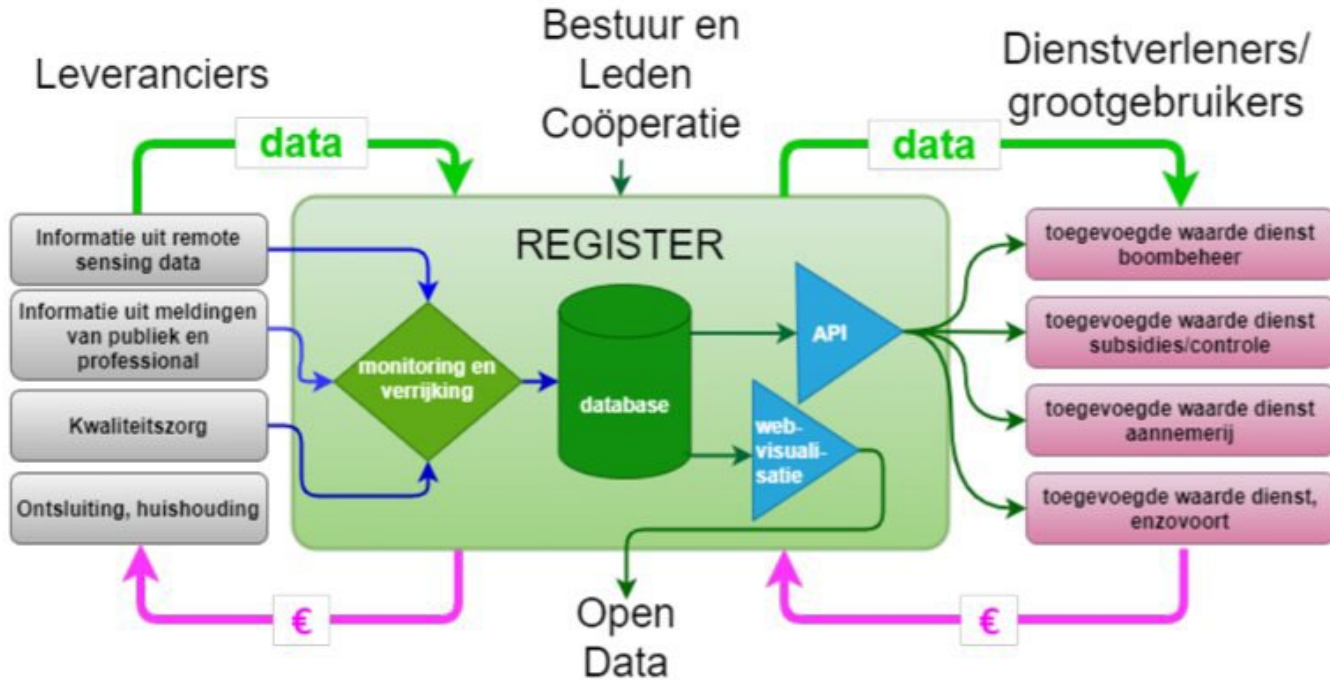 Leveranciers
Bestuur en
Leden
Coöperatie
Dienstverleners/
grootgebruikers
data
data
REGISTER
Informatie uit remote
sensing data
Informatie uit meldingen
van publiek en
professional
Kwaliteitszorg
Ontsluiting, huishouding
monitoring en
verrijking
database
API
web-
visuali-
satie
toegevoegde waarde dienst
boombeheer
toegevoegde waarde dienst
subsidies/controle
toegevoegde waarde dienst
aannemerij
toegevoegde waarde dienst,
enzovoort
€
€
Open
Data